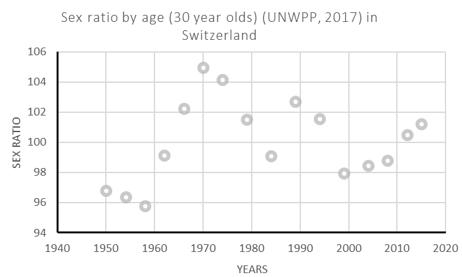 Sex ratio by age (30 year olds) (UNWPP, 2017) in
Switzerland
106
104
102
100
98
96
94
SEX RATIO
1940 1950 1960 1970 1980 1990 2000 2010 2020
YEARS